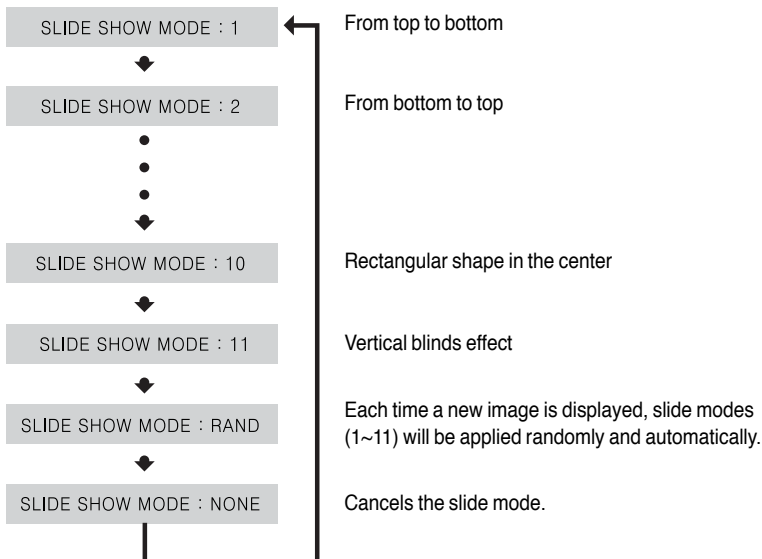 SLIDE SHOW MODE : 1
From top to bottom
SLIDE SHOW MODE : 2
From bottom to top
SLIDE SHOW MODE : 10
Rectangular shape in the center
SLIDE SHOW MODE : 11
Vertical blinds effect
SLIDE SHOW MODE : RAND
Each time a new image is displayed, slide modes
(1~11) will be applied randomly and automatically.
SLIDE SHOW MODE : NONE
Cancels the slide mode.